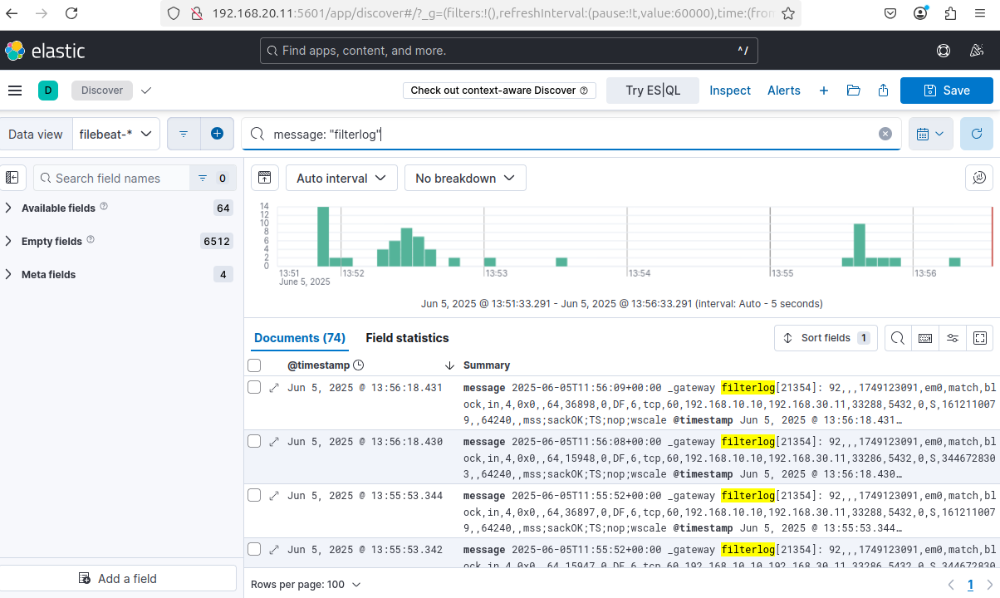 192.168.20.11:5601/app/discover#/?_g=(filters:!(),refreshInterval:(pause:!t,value:60000),time:(from
elastic
Find apps, content, and more.
^/
D
Discover
Check out context-aware Discover
Try ES|QL
Inspect
Alerts
Save
Data view
filebeat-*
message: "filterlog"
Search field names
0
Auto interval
No breakdown
Available fields
64
Empty fields
6512
Meta fields
4
14
12
10
8
6
4
2
0
13:51
13:52
13:53
13:54
13:55
13:56
June 5, 2025
Jun 5, 2025 @ 13:51:33.291 - Jun 5, 2025 @ 13:56:33.291 (interval: Auto - 5 seconds)
Documents (74)
Field statistics
Sort fields
1
@timestamp
Summary
Jun 5, 2025 @ 13:56:18.431
message 2025-06-05T11:56:09+00:00 _gateway filterlog[21354]: 92,,,1749123091,em0,match,bl
ock,in,4,0x0,,64,36898,0,DF,6,tcp,60,192.168.10.10,192.168.30.11,33288,5432,0,S,161211007
9,,64240,,mss;sackOK;TS;nop;wscale @timestamp Jun 5, 2025 @ 13:56:18.431…
Jun 5, 2025 @ 13:56:18.430
message 2025-06-05T11:56:08+00:00 _gateway filterlog[21354]: 92,,,1749123091,em0,match,bl
ock,in,4,0x0,,64,15948,0,DF,6,tcp,60,192.168.10.10,192.168.30.11,33286,5432,0,S,344672830
3,,64240,,mss;sackOK;TS;nop;wscale @timestamp Jun 5, 2025 @ 13:56:18.430…
Jun 5, 2025 @ 13:55:53.344
message 2025-06-05T11:55:52+00:00 _gateway filterlog[21354]: 92,,,1749123091,em0,match,bl
ock,in,4,0x0,,64,36897,0,DF,6,tcp,60,192.168.10.10,192.168.30.11,33288,5432,0,S,161211007
9,,64240,,mss;sackOK;TS;nop;wscale @timestamp Jun 5, 2025 @ 13:55:53.344…
Jun 5, 2025 @ 13:55:53.342
message 2025-06-05T11:55:52+00:00 _gateway filterlog[21354]: 92,,,1749123091,em0,match,bl
ock,in,4,0x0,,64,15947,0,DF,6,tcp,60,192.168.10.10,192.168.30.11,33286,5432,0,S,344672830
Add a field
Rows per page: 100
1